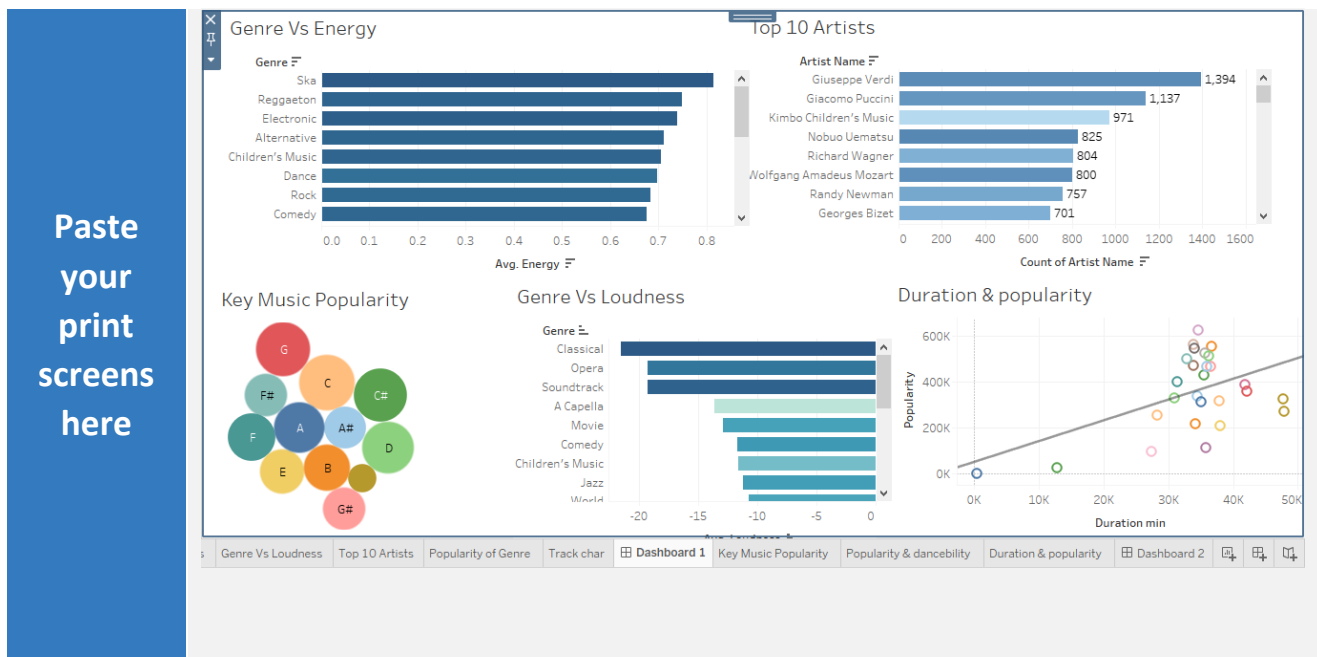 Paste
your
print
screens
here
Genre Vs Energy
Genre
Ska
Reggaeton
Electronic
Alternative
Children's Music
Dance
Rock
Comedy
0.0 0.1 0.2 0.3 0.4 0.5 0.6 0.7 0.8
Avg. Energy
Top 10 Artists
Artist Name
Giuseppe Verdi 1,394
Giacomo Puccini 1,137
Kimbo Children's Music 971
Nobuo Uematsu 825
Richard Wagner 804
Wolfgang Amadeus Mozart 800
Randy Newman 757
Georges Bizet 701
0 200 400 600 800 1000 1200 1400 1600
Count of Artist Name
Key Music Popularity
G
C
F#
C#
A
A#
F
D
E
B
G#
Genre Vs Loudness
Genre
Classical
Opera
Soundtrack
A Capella
Movie
Comedy
Children's Music
Jazz
World
-20 -15 -10 -5 0
Avg. Loudness
Duration & popularity
Popularity
600K
400K
200K
0K
0K 10K 20K 30K 40K 50K
Duration min
s Genre Vs Loudness Top 10 Artists Popularity of Genre Track char Dashboard 1 Key Music Popularity Popularity & dancebility Duration & popularity Dashboard 2